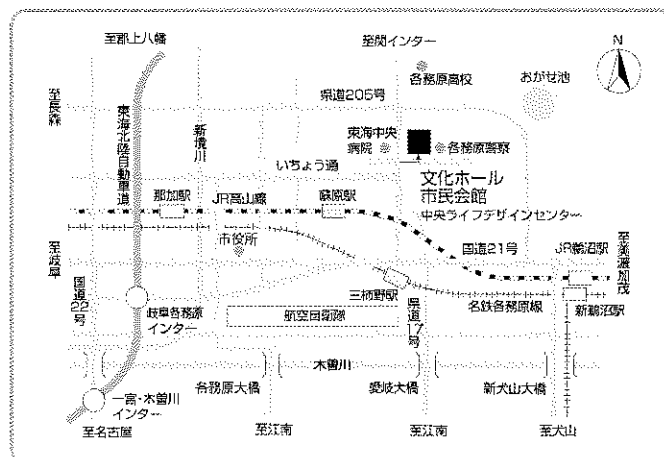 至郡上八幡
至関インター
N
各務原高校
おがせ池
至長森
県道205号
東海北陸自動車道
新境川
東海中央
病院
各務原警察
いちょう通
文化ホール
市民会館
中央ライフデザインセンター
那加駅
JR高山線
蘇原駅
至岐阜
市役所
国道21号
JR鵜沼駅
至美濃加茂
国道22号
三柿野駅
岐阜各務原
インター
航空自衛隊
県道17号
名鉄各務原線
新鵜沼駅
木曽川
各務原大橋
愛岐大橋
新犬山大橋
一宮・木曽川
インター
至名古屋
至江南
至江南
至犬山